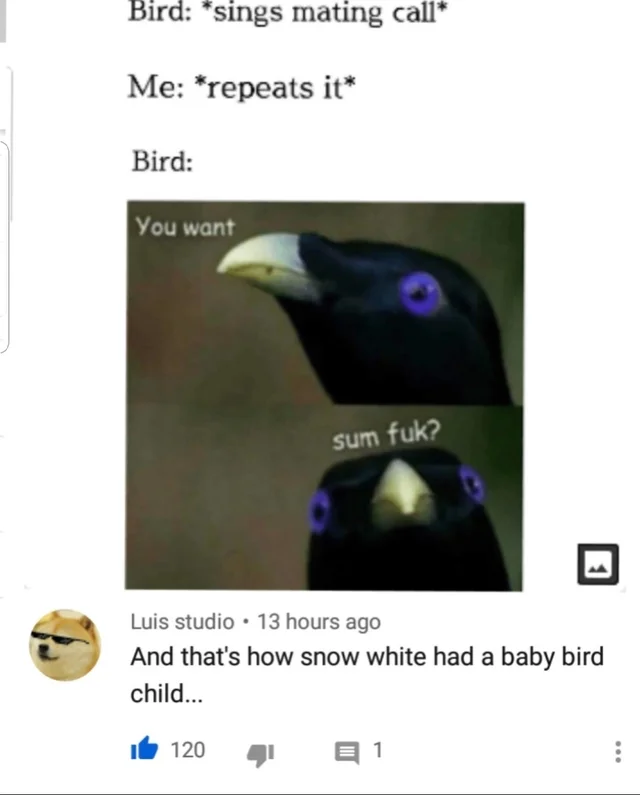 Bird: *sings mating call*
Me: *repeats it*
Bird:
You want
sum fuk?
Luis studio • 13 hours ago
And that's how snow white had a baby bird
child...
120
1